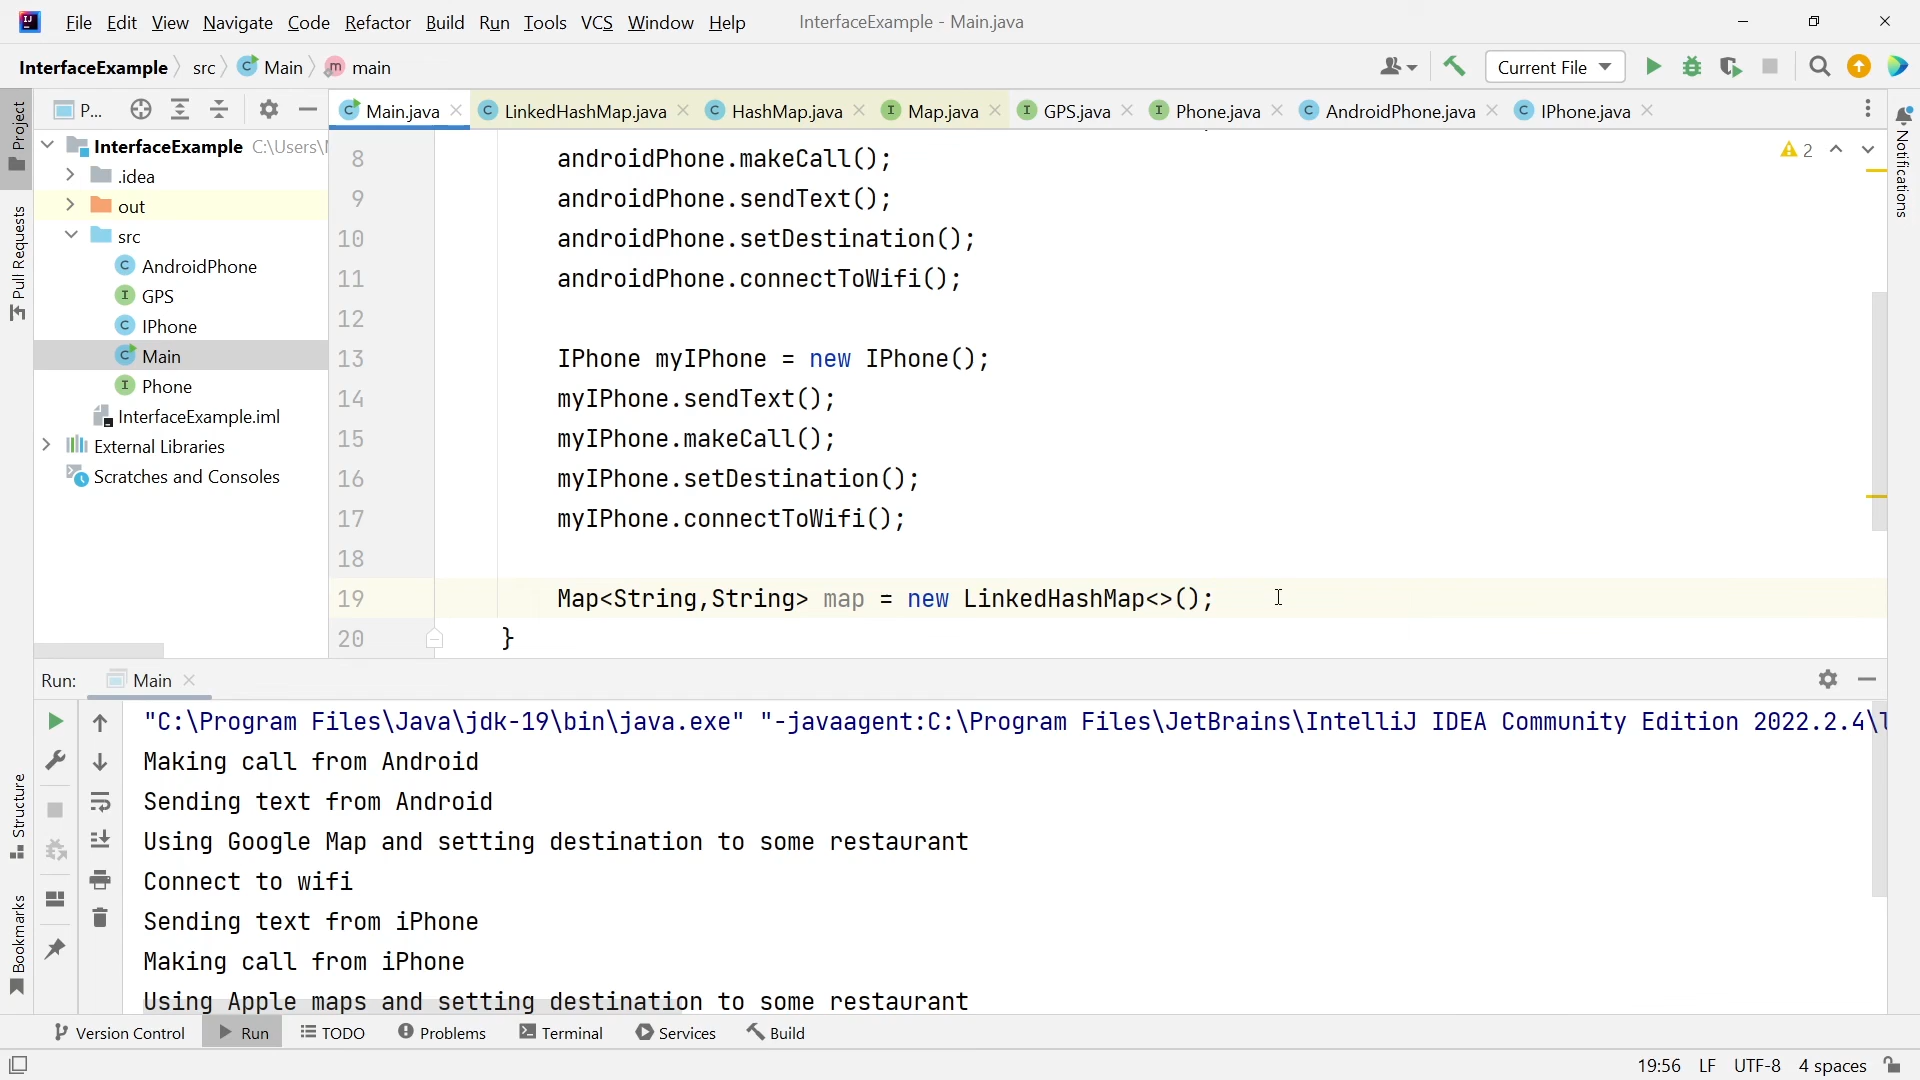 File Edit View Navigate Code Refactor Build Run Tools VCS Window Help InterfaceExample - Main.java
InterfaceExample src Main main Current File
Project
Pull Requests
Structure
Bookmarks
P...
InterfaceExample C:\Users\
.idea
out
src
AndroidPhone
GPS
IPhone
Main
Phone
InterfaceExample.iml
External Libraries
Scratches and Consoles
Main.java LinkedHashMap.java HashMap.java Map.java GPS.java Phone.java AndroidPhone.java IPhone.java
2
Notifications
8 androidPhone.makeCall();
9 androidPhone.sendText();
10 androidPhone.setDestination();
11 androidPhone.connectToWifi();
12
13 IPhone myIPhone = new IPhone();
14 myIPhone.sendText();
15 myIPhone.makeCall();
16 myIPhone.setDestination();
17 myIPhone.connectToWifi();
18
19 Map<String,String> map = new LinkedHashMap<>();
20 }
Run: Main
"C:\Program Files\Java\jdk-19\bin\java.exe" "-javaagent:C:\Program Files\JetBrains\IntelliJ IDEA Community Edition 2022.2.4\
Making call from Android
Sending text from Android
Using Google Map and setting destination to some restaurant
Connect to wifi
Sending text from iPhone
Making call from iPhone
Using Apple maps and setting destination to some restaurant
Version Control Run TODO Problems Terminal Services Build
19:56 LF UTF-8 4 spaces